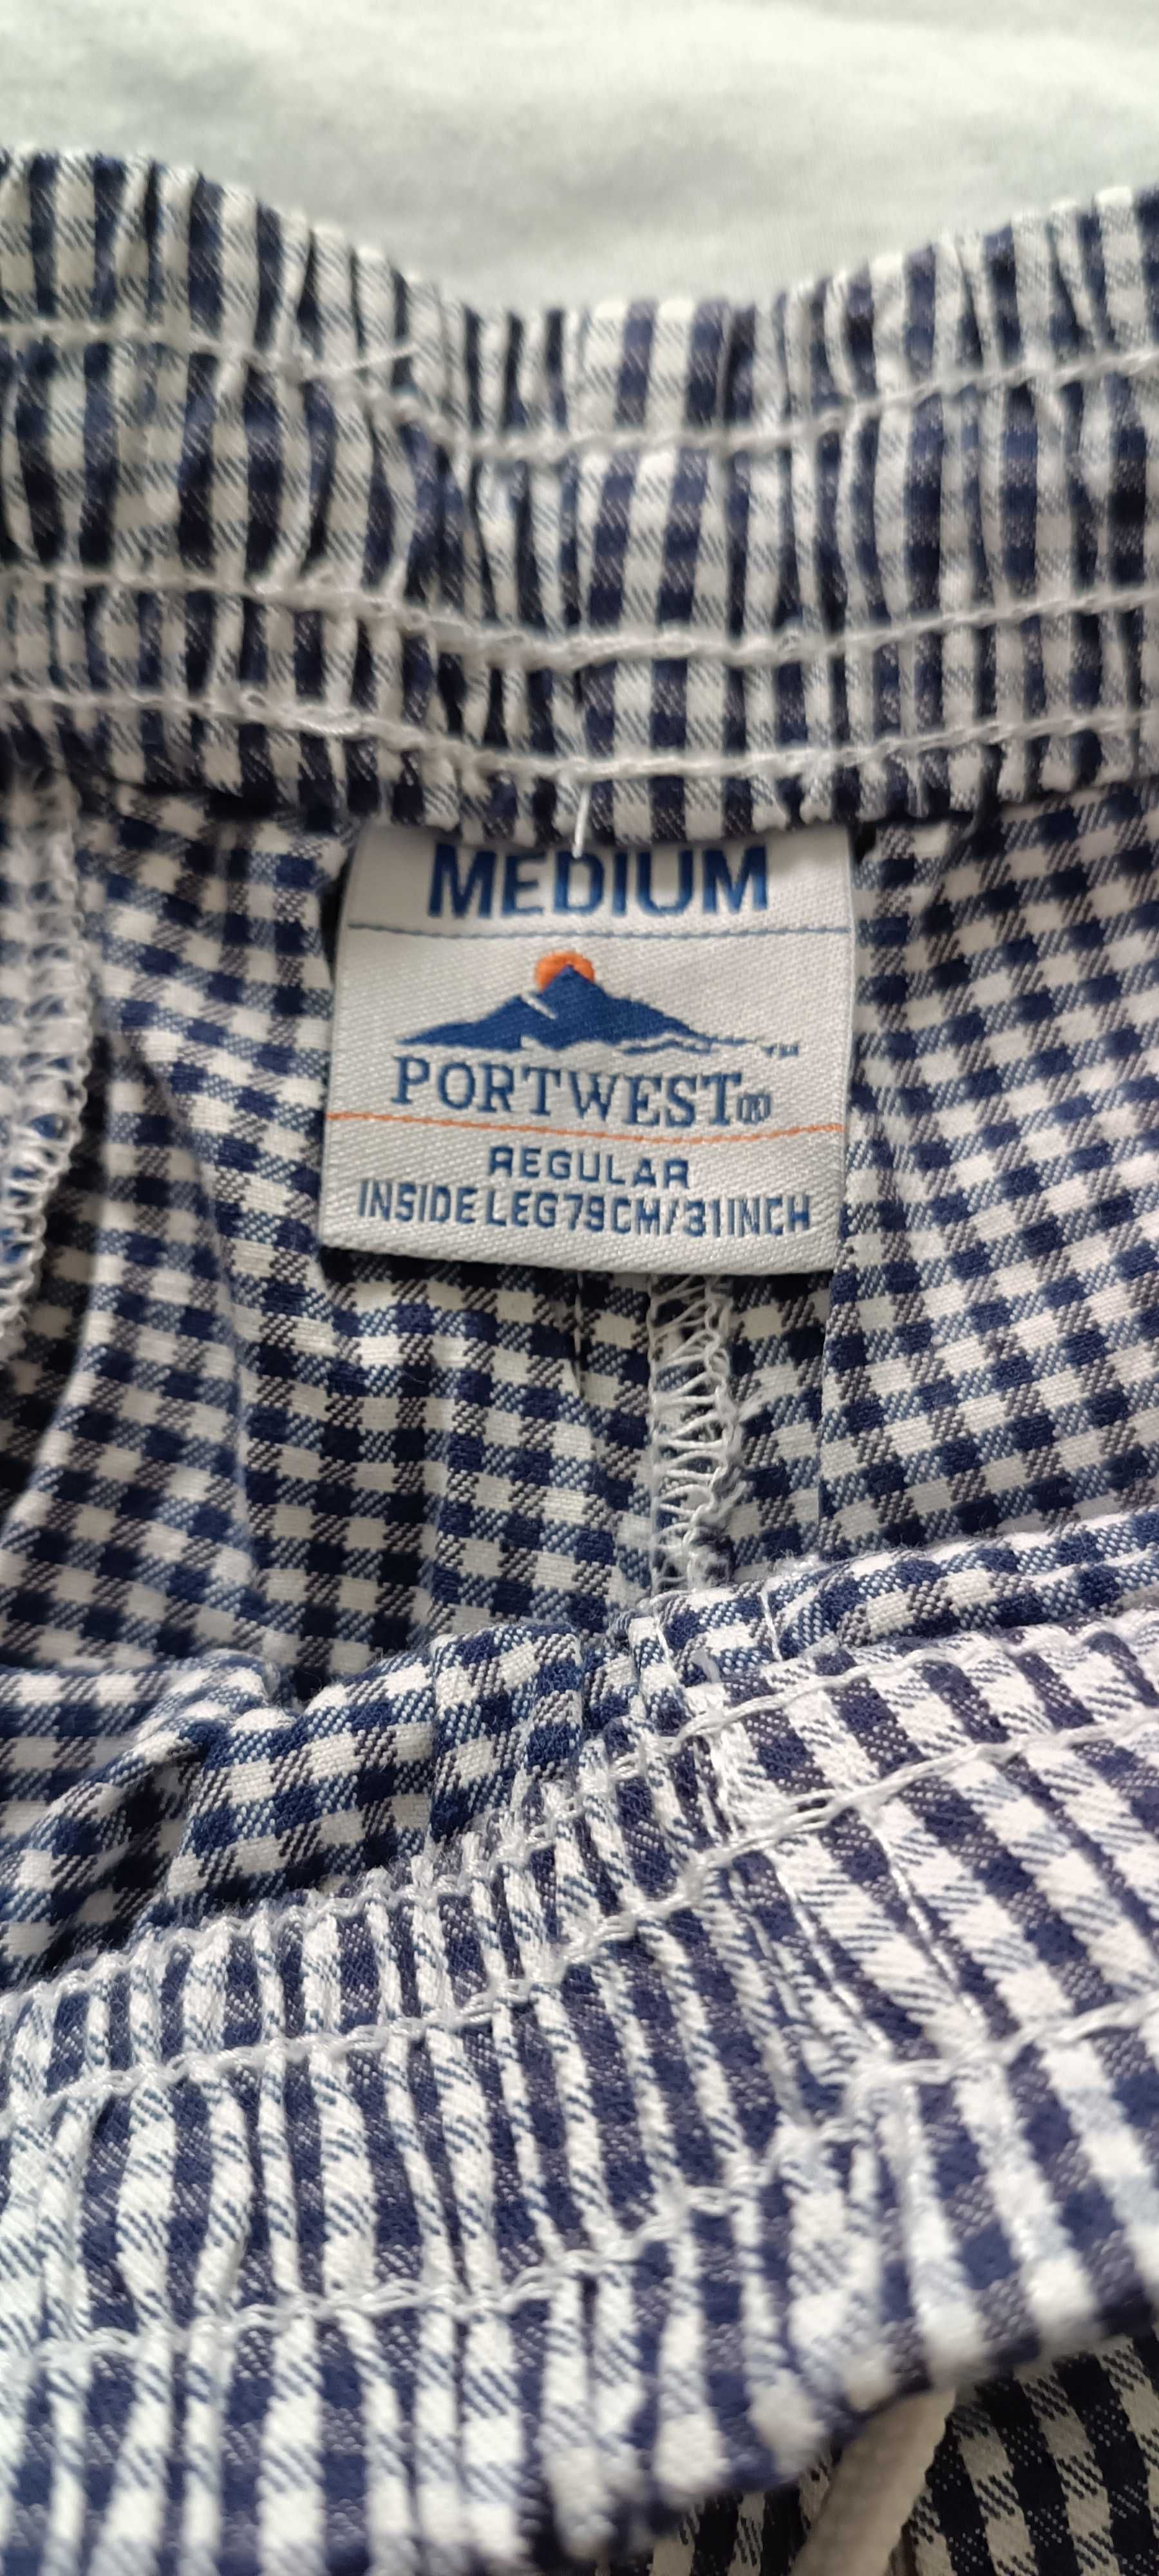 MEDIUM
PORTWEST®
REGULAR
INSIDE LEG 79CM/31INCH